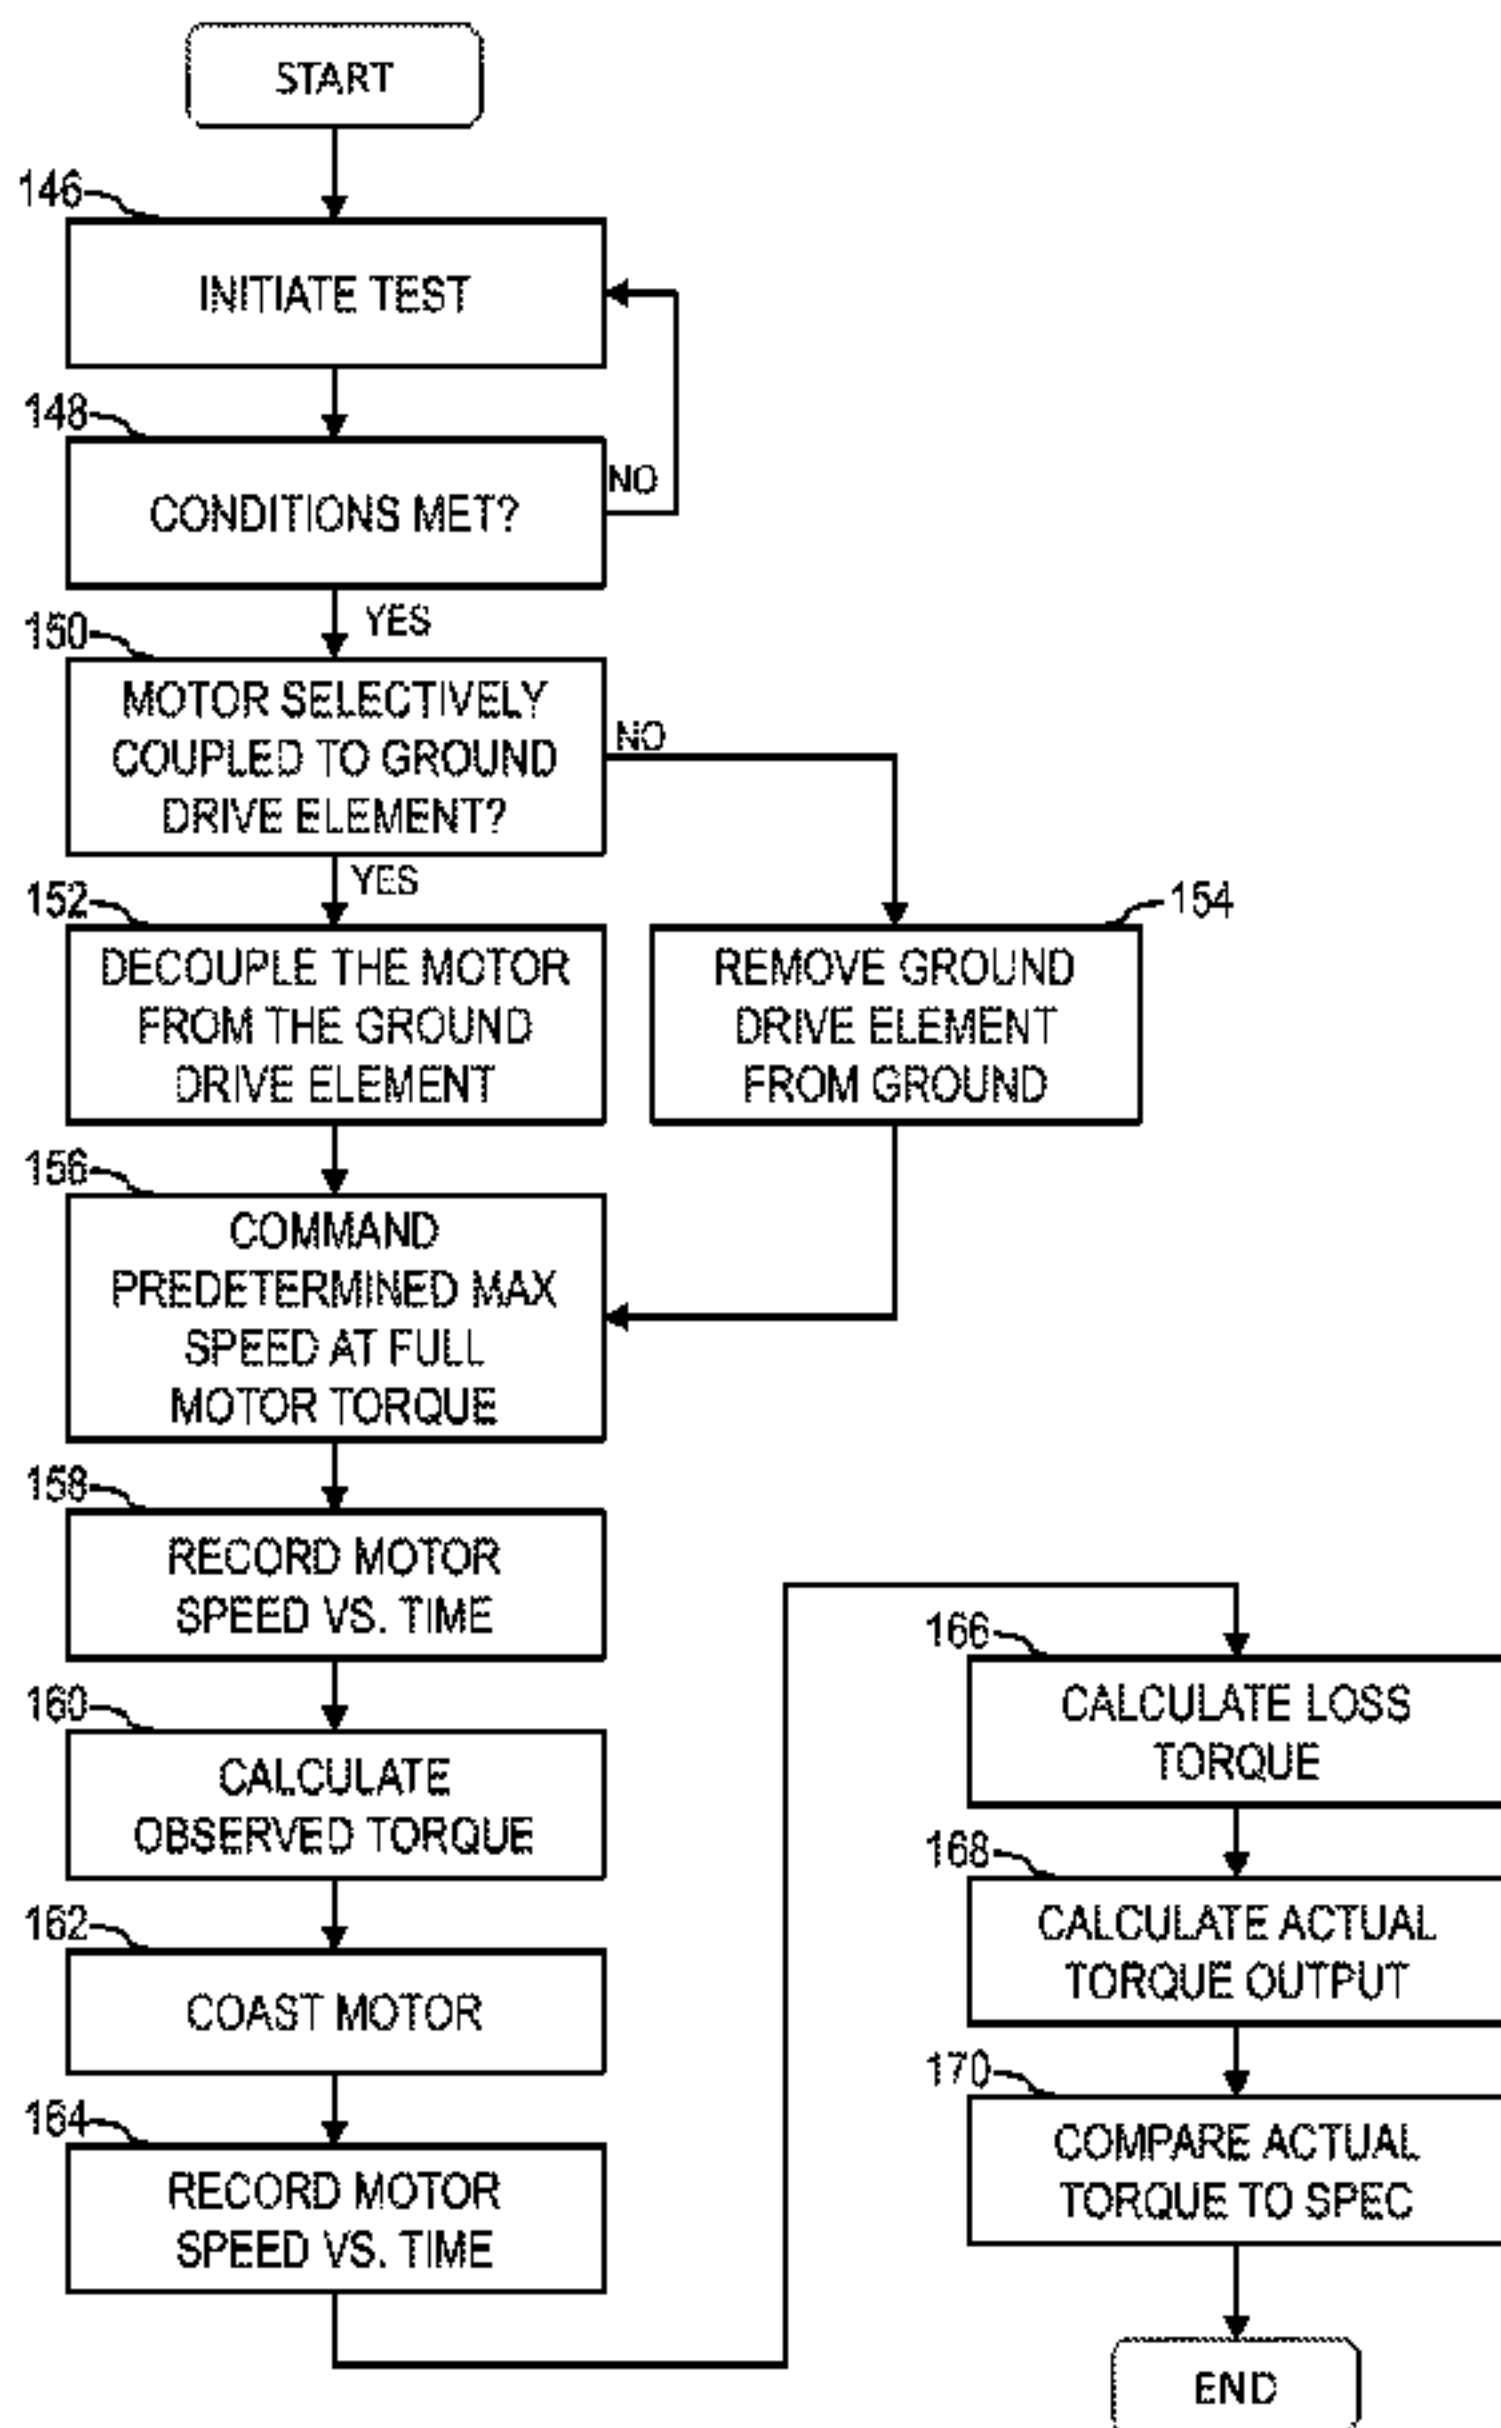 START
146
INITIATE TEST
148
CONDITIONS MET?
NO
YES
150
MOTOR SELECTIVELY
COUPLED TO GROUND
DRIVE ELEMENT?
NO
YES
152
DECOUPLE THE MOTOR
FROM THE GROUND
DRIVE ELEMENT
154
REMOVE GROUND
DRIVE ELEMENT
FROM GROUND
156
COMMAND
PREDETERMINED MAX
SPEED AT FULL
MOTOR TORQUE
158
RECORD MOTOR
SPEED VS. TIME
160
CALCULATE
OBSERVED TORQUE
162
COAST MOTOR
164
RECORD MOTOR
SPEED VS. TIME
166
CALCULATE LOSS
TORQUE
168
CALCULATE ACTUAL
TORQUE OUTPUT
170
COMPARE ACTUAL
TORQUE TO SPEC
END